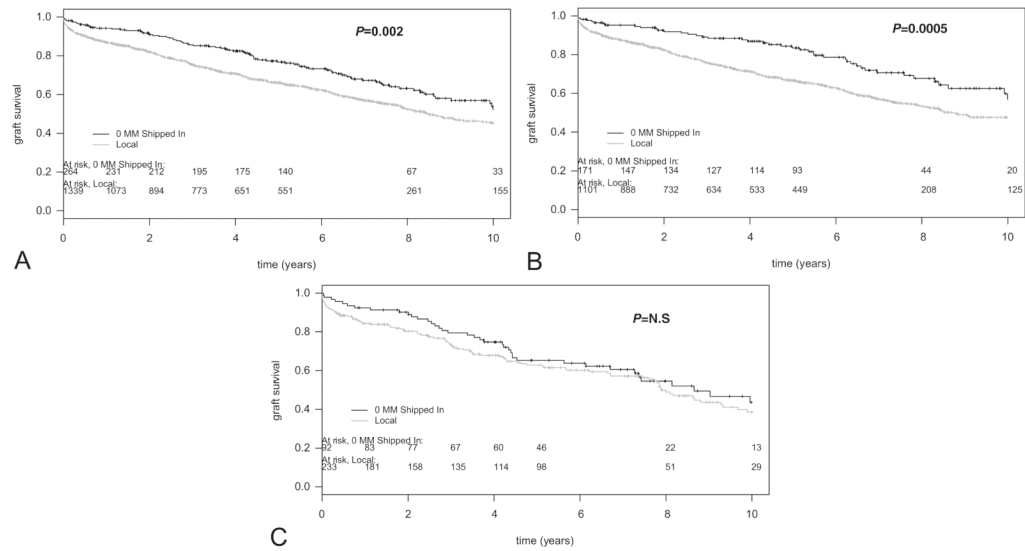 1.0
0.8
0.6
0.4
0.2
0.0
graft survival
P=0.002
0 MM Shipped In
Local
At risk, 0 MM Shipped In:
264 231 212 195 175 140 67 33
At risk, Local:
1339 1073 894 773 651 551 261 155
0 2 4 6 8 10
time (years)
A
1.0
0.8
0.6
0.4
0.2
0.0
graft survival
P=0.0005
0 MM Shipped In
Local
At risk, 0 MM Shipped In:
171 147 134 127 114 93 44 20
At risk, Local:
1101 888 732 634 533 449 208 125
0 2 4 6 8 10
time (years)
B
1.0
0.8
0.6
0.4
0.2
0.0
graft survival
P=N.S
0 MM Shipped In
Local
At risk, 0 MM Shipped In:
92 83 77 67 60 46 22 13
At risk, Local:
233 181 158 135 114 98 51 29
0 2 4 6 8 10
time (years)
C